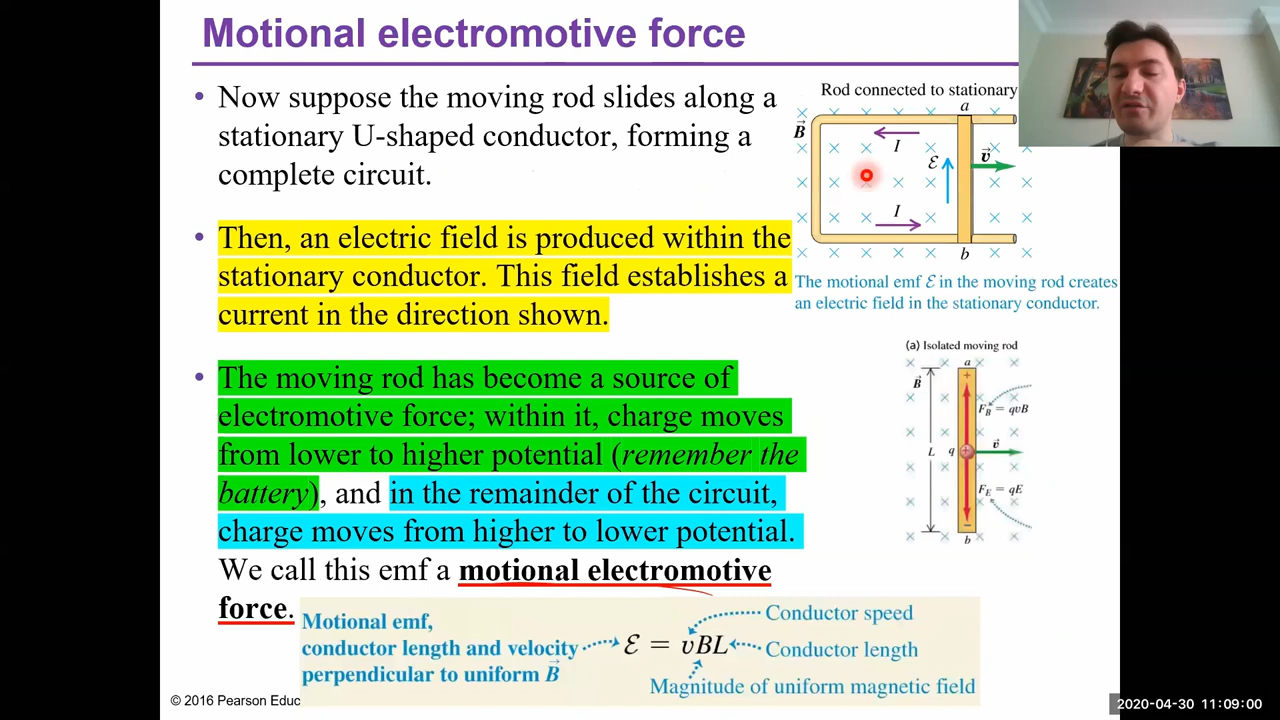 Motional electromotive force
• Now suppose the moving rod slides along a
stationary U-shaped conductor, forming a
complete circuit.
• Then, an electric field is produced within the
stationary conductor. This field establishes a
current in the direction shown.
• The moving rod has become a source of
electromotive force; within it, charge moves
from lower to higher potential (remember the
battery), and in the remainder of the circuit,
charge moves from higher to lower potential.
We call this emf a motional electromotive
force.
Rod connected to stationary
a
B
I
ℰ
v
I
b
The motional emf ℰ in the moving rod creates
an electric field in the stationary conductor.
(a) Isolated moving rod
a
B
+
F_B = qvB
L
q
v
F_E = qE
−
b
Motional emf,
conductor length and velocity
perpendicular to uniform B
ℰ = vBL
Conductor speed
Conductor length
Magnitude of uniform magnetic field
© 2016 Pearson Educ
2020-04-30 11:09:00